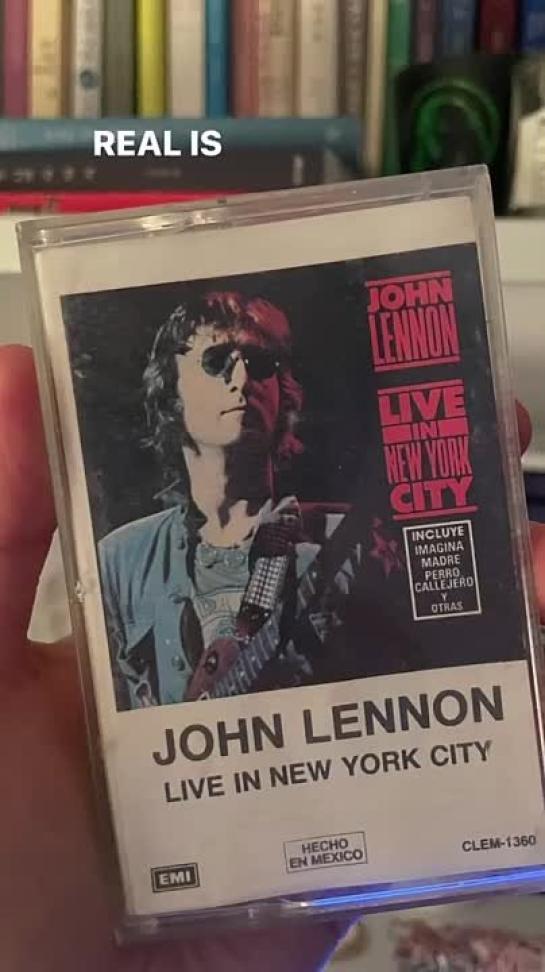 REAL IS
JOHN
LENNON
LIVE
IN
NEW YORK
CITY
INCLUYE
IMAGINA
MADRE
PERRO
CALLEJERO
Y
OTRAS
JOHN LENNON
LIVE IN NEW YORK CITY
HECHO
EN MEXICO
CLEM-1360
EMI